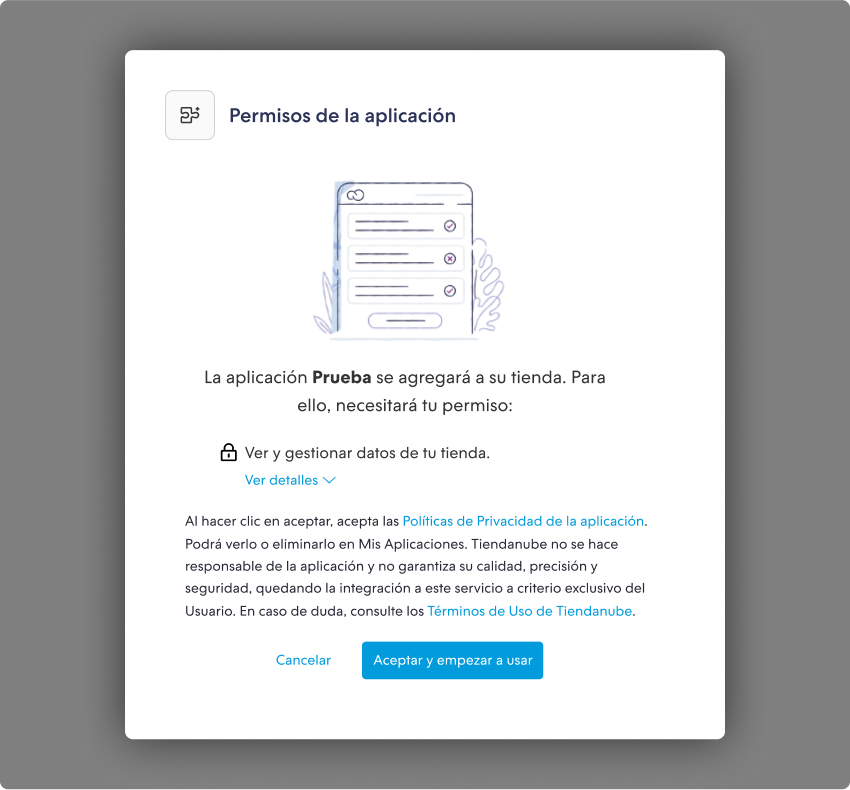 Permisos de la aplicación
La aplicación Prueba se agregará a su tienda. Para
ello, necesitará tu permiso:
Ver y gestionar datos de tu tienda.
Ver detalles
Al hacer clic en aceptar, acepta las Políticas de Privacidad de la aplicación.
Podrá verlo o eliminarlo en Mis Aplicaciones. Tiendanube no se hace
responsable de la aplicación y no garantiza su calidad, precisión y
seguridad, quedando la integración a este servicio a criterio exclusivo del
Usuario. En caso de duda, consulte los Términos de Uso de Tiendanube.
Cancelar
Aceptar y empezar a usar